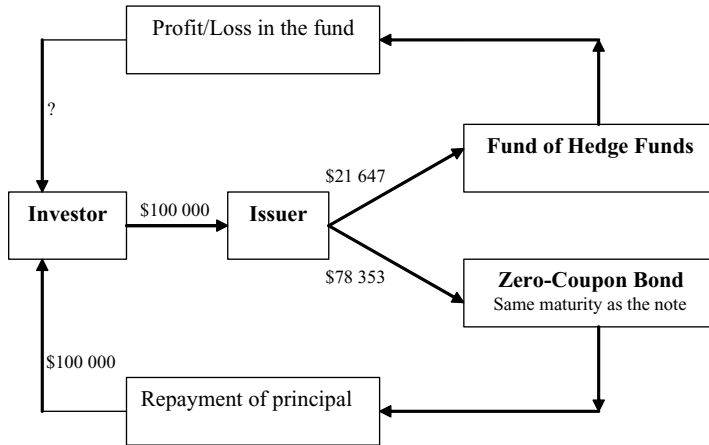 Profit/Loss in the fund
?
Fund of Hedge Funds
$21 647
Investor
$100 000
Issuer
$78 353
Zero-Coupon Bond
Same maturity as the note
$100 000
Repayment of principal